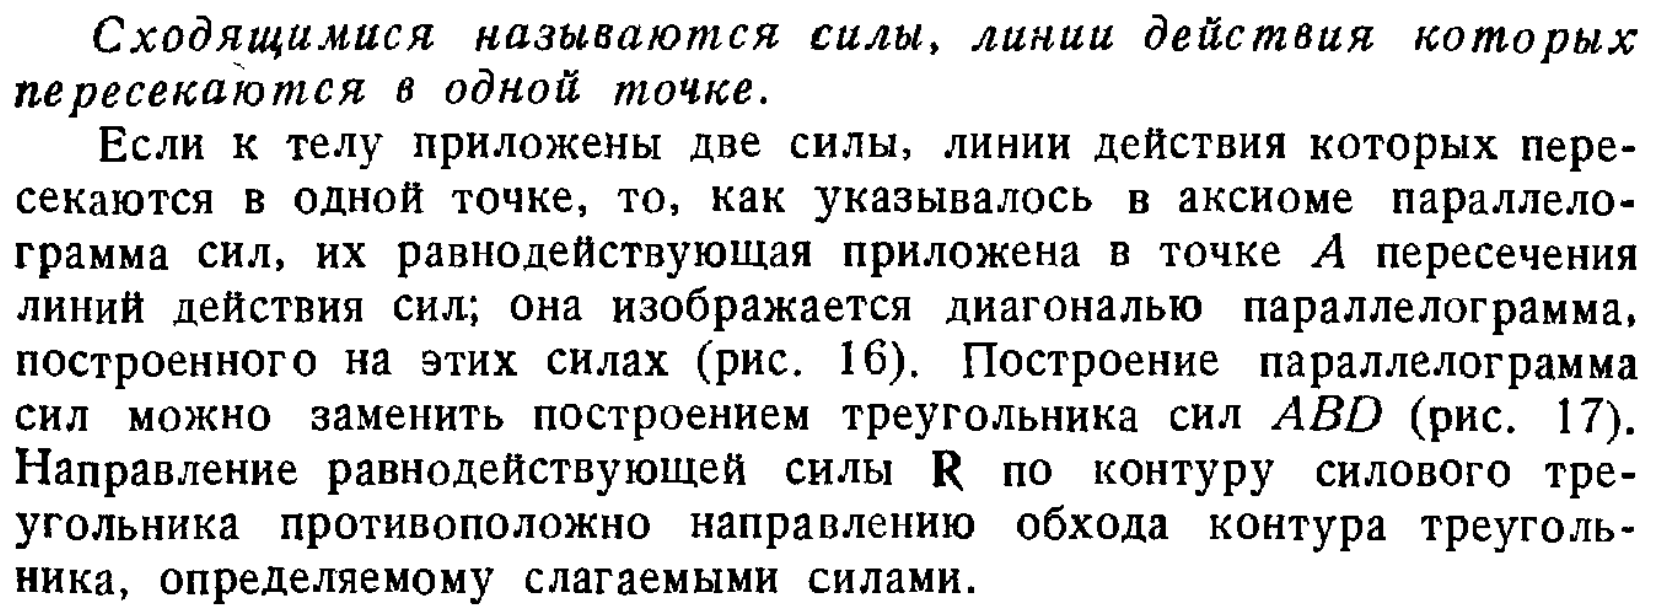 Сходящимися называются силы, линии действия которых
пересекаются в одной точке.
Если к телу приложены две силы, линии действия которых пере-
секаются в одной точке, то, как указывалось в аксиоме параллело-
грамма сил, их равнодействующая приложена в точке A пересечения
линий действия сил; она изображается диагональю параллелограмма,
построенного на этих силах (рис. 16). Построение параллелограмма
сил можно заменить построением треугольника сил ABD (рис. 17).
Направление равнодействующей силы R по контуру силового тре-
угольника противоположно направлению обхода контура треуголь-
ника, определяемому слагаемыми силами.